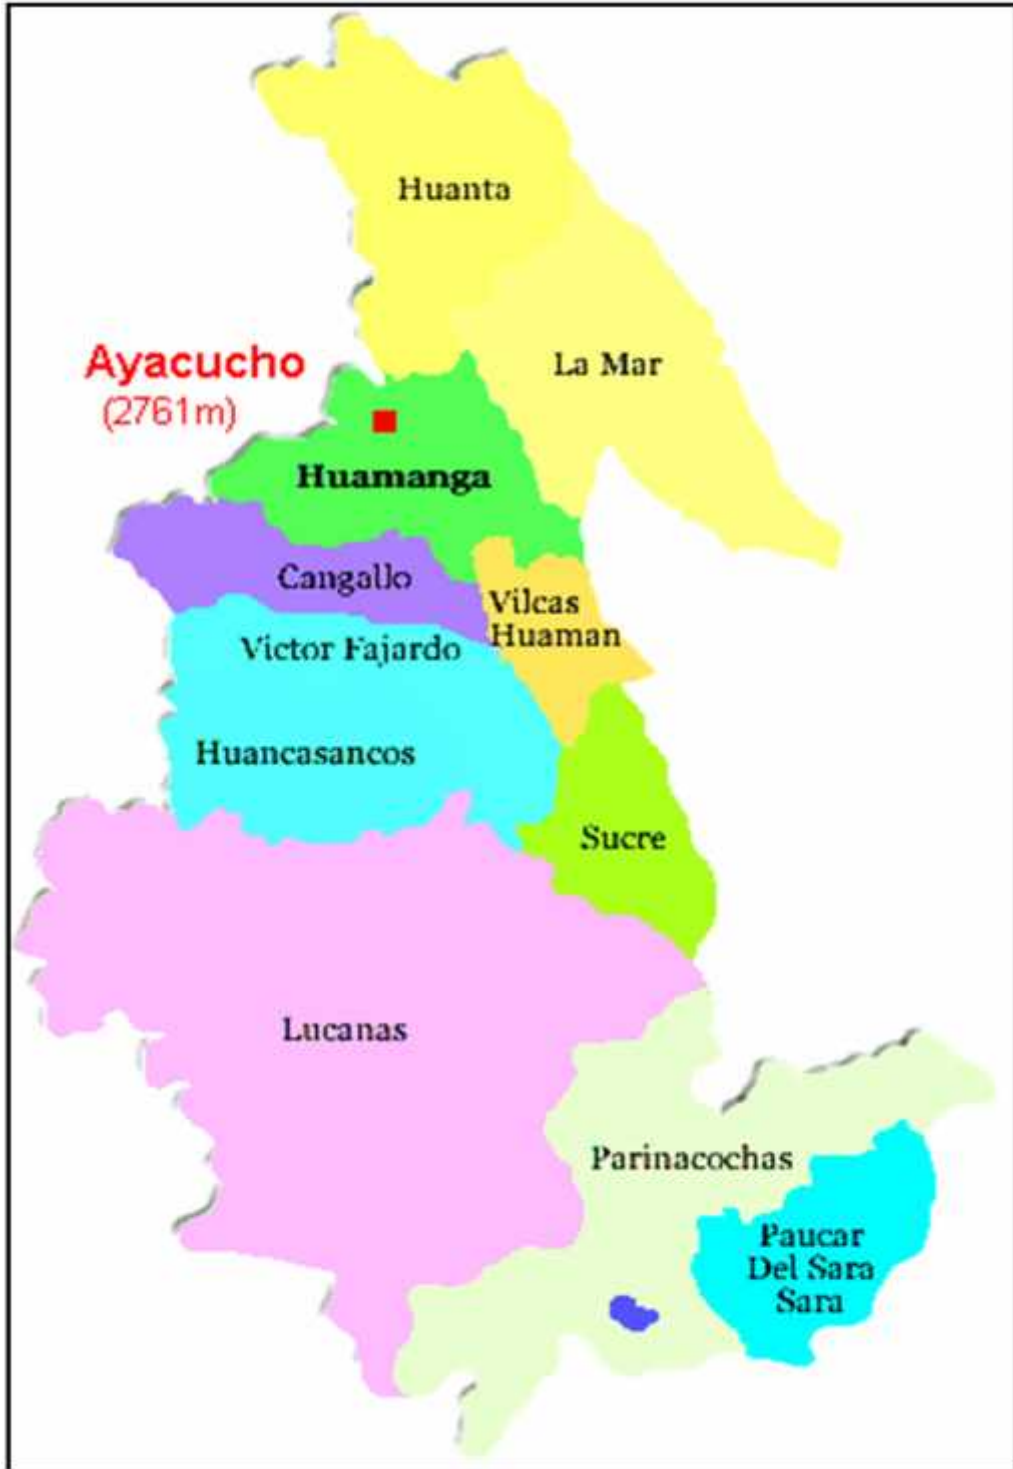 Huanta
La Mar
Ayacucho
(2761m)
Huamanga
Cangallo
Vilcas
Huaman
Victor Fajardo
Huancasancos
Sucre
Lucanas
Parinacochas
Paucar
Del Sara
Sara